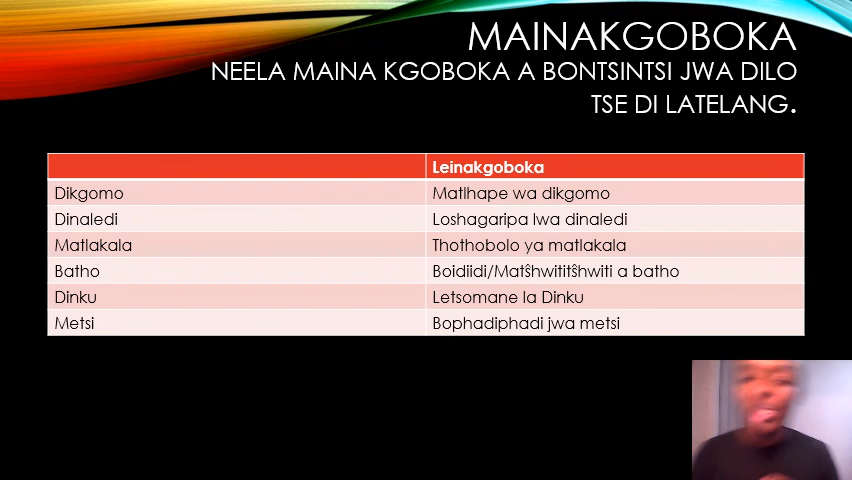 MAINAKGOBOKA
NEELA MAINA KGOBOKA A BONTSINTSI JWA DILO
TSE DI LATELANG.
Leinakgoboka
Dikgomo Matlhape wa dikgomo
Dinaledi Loshagaripa lwa dinaledi
Matlakala Thothobolo ya matlakala
Batho Boidiidi/Matŝhwititŝhwiti a batho
Dinku Letsomane la Dinku
Metsi Bophadiphadi jwa metsi